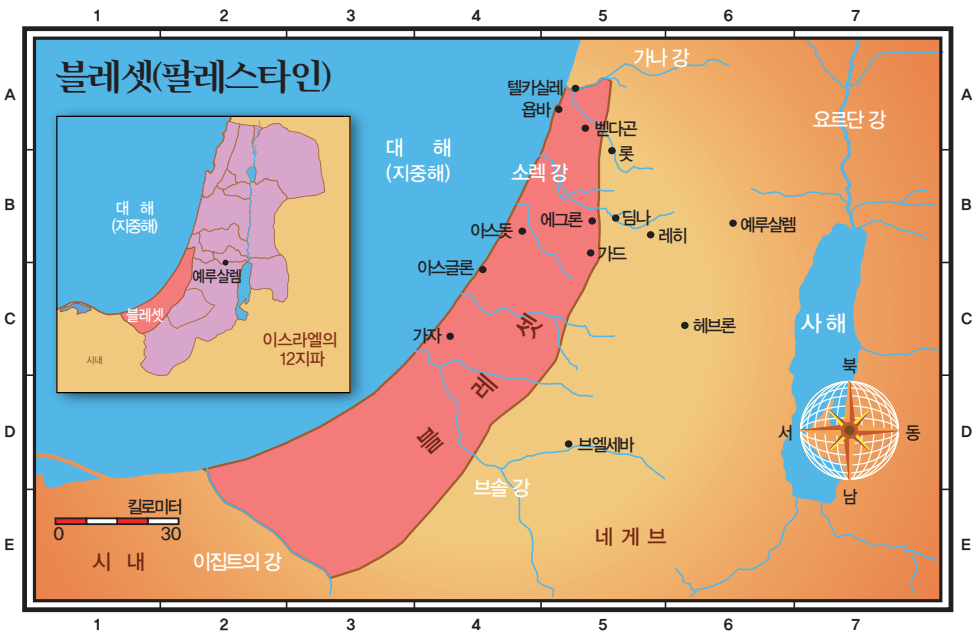 1 2 3 4 5 6 7
블레셋(팔레스타인)
가나 강
텔카실레
A A
욥바
벧다곤
요르단 강
롯
대 해
(지중해)
소렉 강
B B
대 해
(지중해)
에그론
딤나
예루살렘
아스돗
레히
가드
아스글론
예루살렘
블레셋
C C
가자
헤브론
사 해
이스라엘의
12지파
시내
블 레 셋
북
서 동
남
D D
브엘세바
브솔 강
킬로미터
0 30
E E
네 게 브
시 내
이집트의 강
1 2 3 4 5 6 7